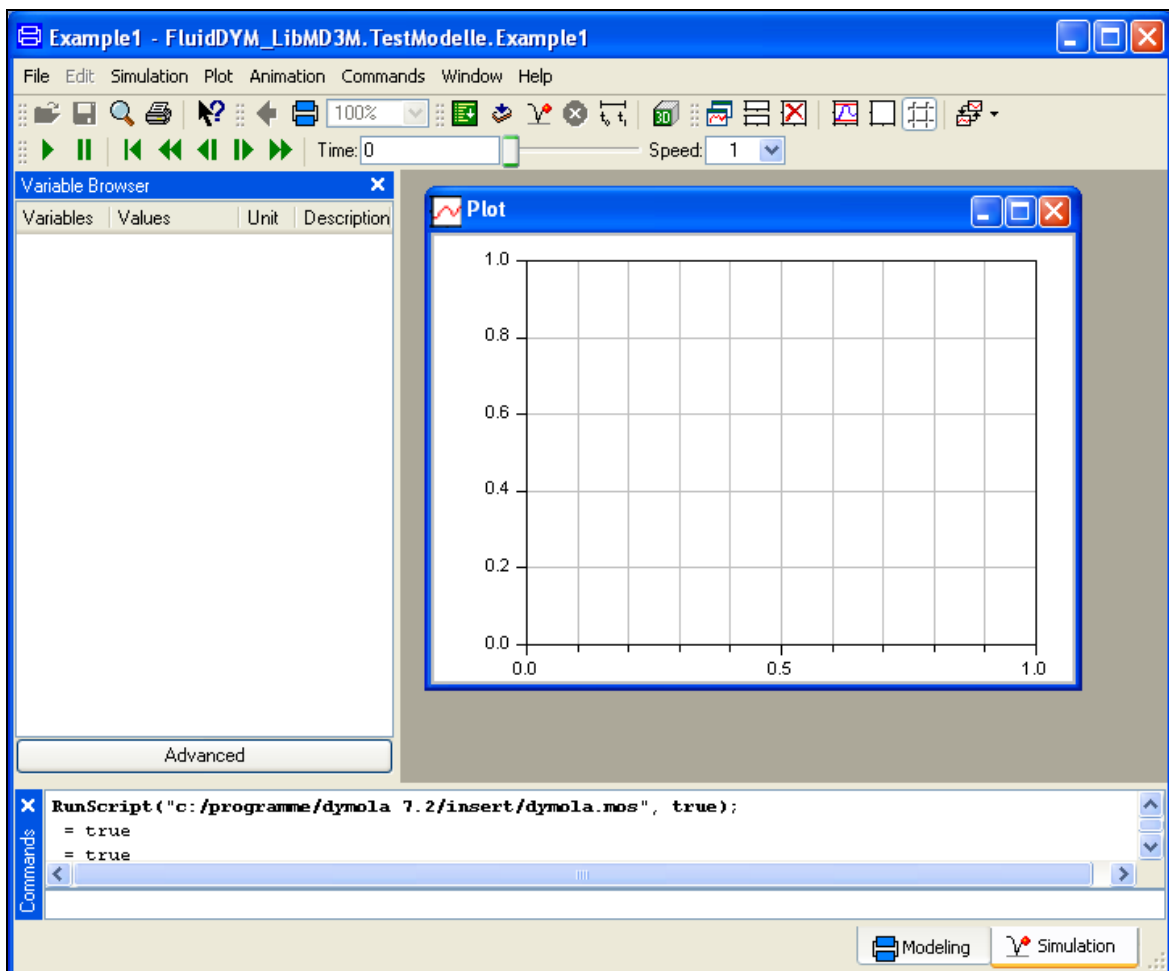 Example1 - FluidDYM_LibMD3M.TestModelle.Example1
File Edit Simulation Plot Animation Commands Window Help
100%
3D
Time: 0 Speed: 1
Variable Browser
Variables Values Unit Description
Plot
1.0
0.8
0.6
0.4
0.2
0.0
0.0 0.5 1.0
Advanced
Commands
RunScript("c:/programme/dymola 7.2/insert/dymola.mos", true);
= true
= true
Modeling Simulation